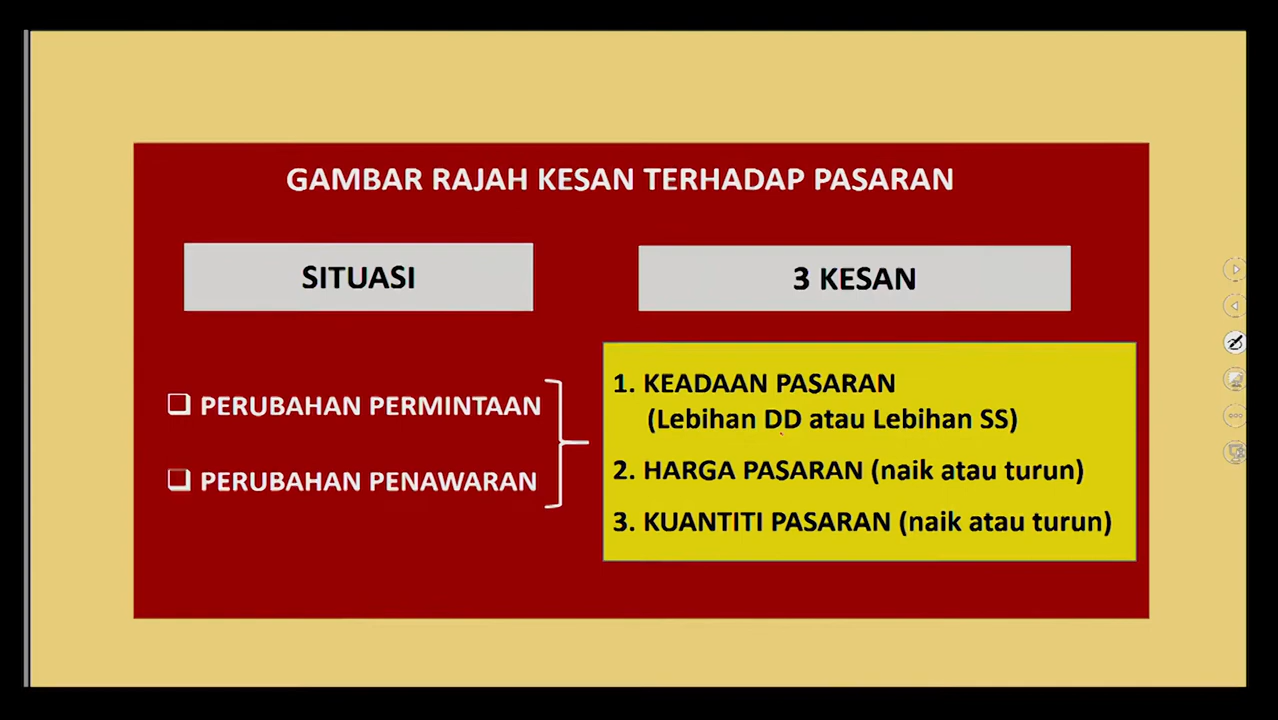 GAMBAR RAJAH KESAN TERHADAP PASARAN
SITUASI
3 KESAN
PERUBAHAN PERMINTAAN
PERUBAHAN PENAWARAN
1. KEADAAN PASARAN
(Lebihan DD atau Lebihan SS)
2. HARGA PASARAN (naik atau turun)
3. KUANTITI PASARAN (naik atau turun)